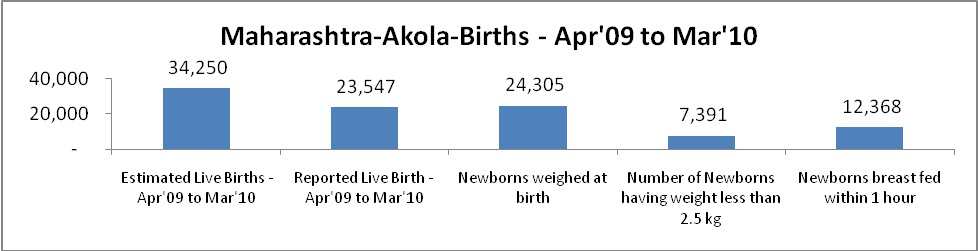 Maharashtra-Akola-Births - Apr'09 to Mar'10
40,000
20,000
-
34,250
23,547
24,305
7,391
12,368
Estimated Live Births -
Apr'09 to Mar'10
Reported Live Birth -
Apr'09 to Mar'10
Newborns weighed at
birth
Number of Newborns
having weight less than
2.5 kg
Newborns breast fed
within 1 hour